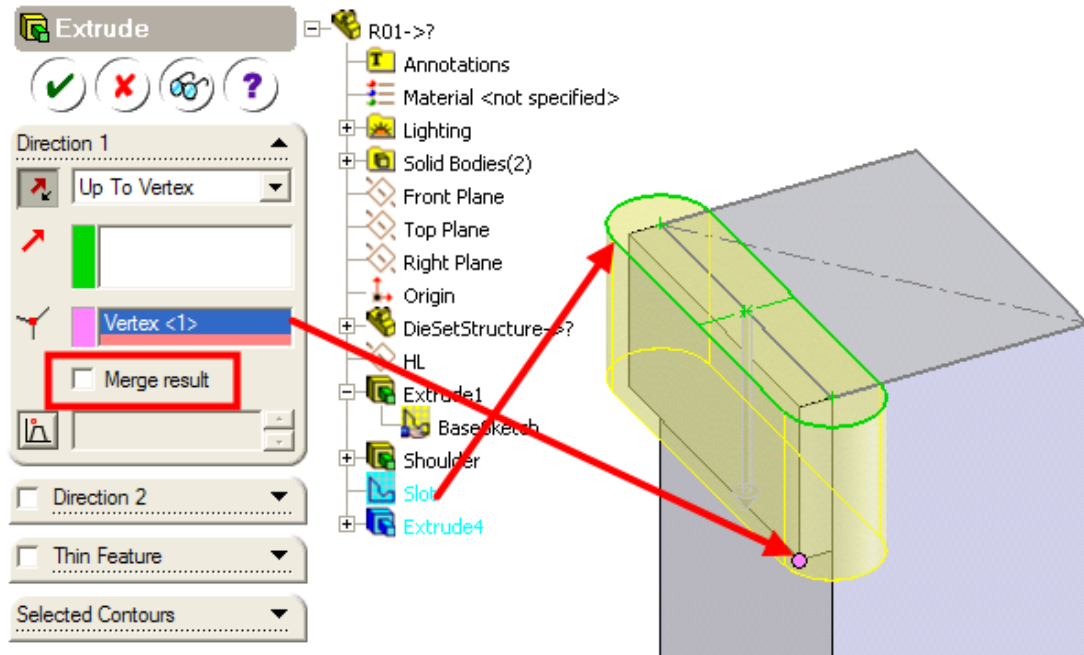 Extrude
?
Direction 1
Up To Vertex
Vertex <1>
Merge result
Direction 2
Thin Feature
Selected Contours
R01->?
Annotations
Material <not specified>
Lighting
Solid Bodies(2)
Front Plane
Top Plane
Right Plane
Origin
DieSetStructure->?
HL
Extrude1
BaseSketch
Shoulder
Slot
Extrude4